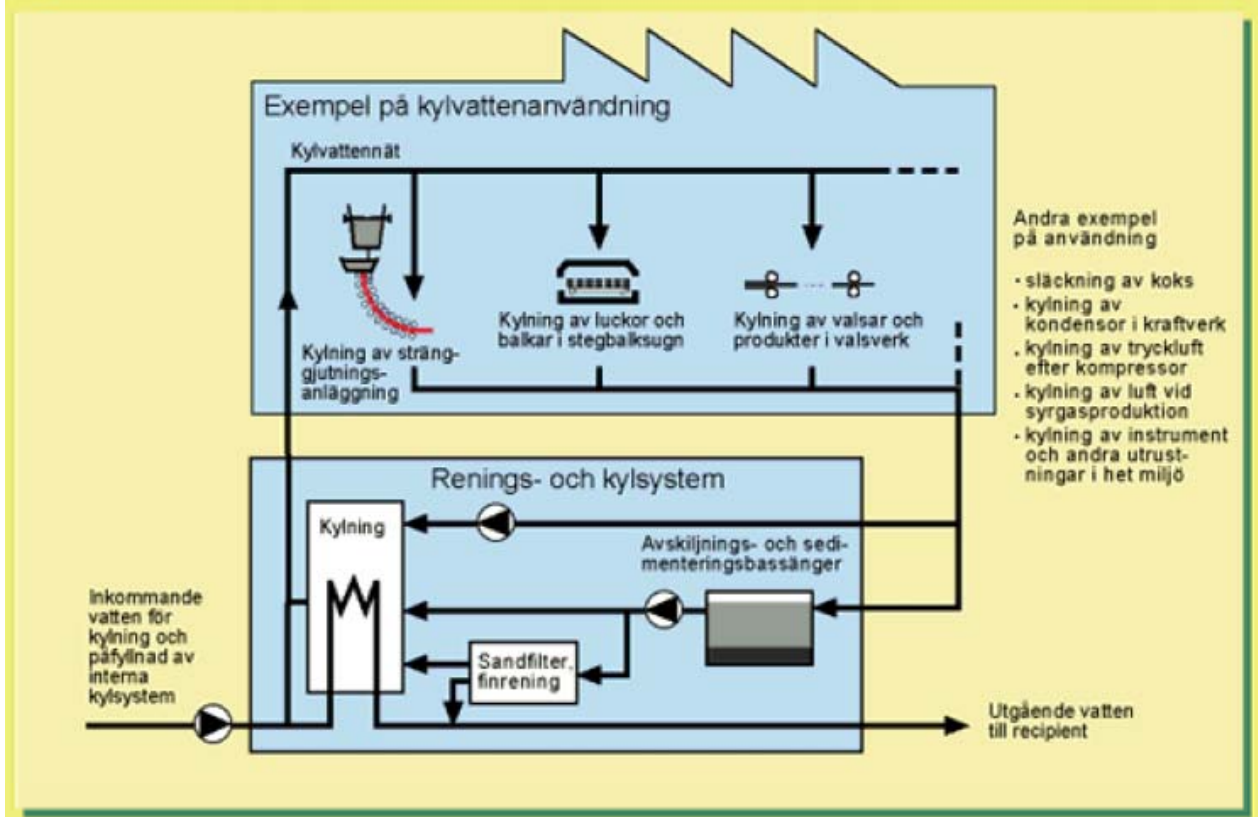 Exempel på kylvattenanvändning
Kylvattennät
Kylning av sträng-
gjutnings-
anläggning
Kylning av luckor och
balkar i stegbalksugn
Kylning av valsar och
produkter i valsverk
Andra exempel
på användning
· släckning av koks
· kylning av
kondensor i kraftverk
· kylning av tryckluft
efter kompressor
· kylning av luft vid
syrgasproduktion
· kylning av instrument
och andra utrust-
ningar i het miljö
Renings- och kylsystem
Kylning
Avskiljnings- och sedi-
menteringsbassänger
Inkommande
vatten för
kylning och
påfyllnad av
interna
kylsystem
Sandfilter,
finrening
Utgående vatten
till recipient